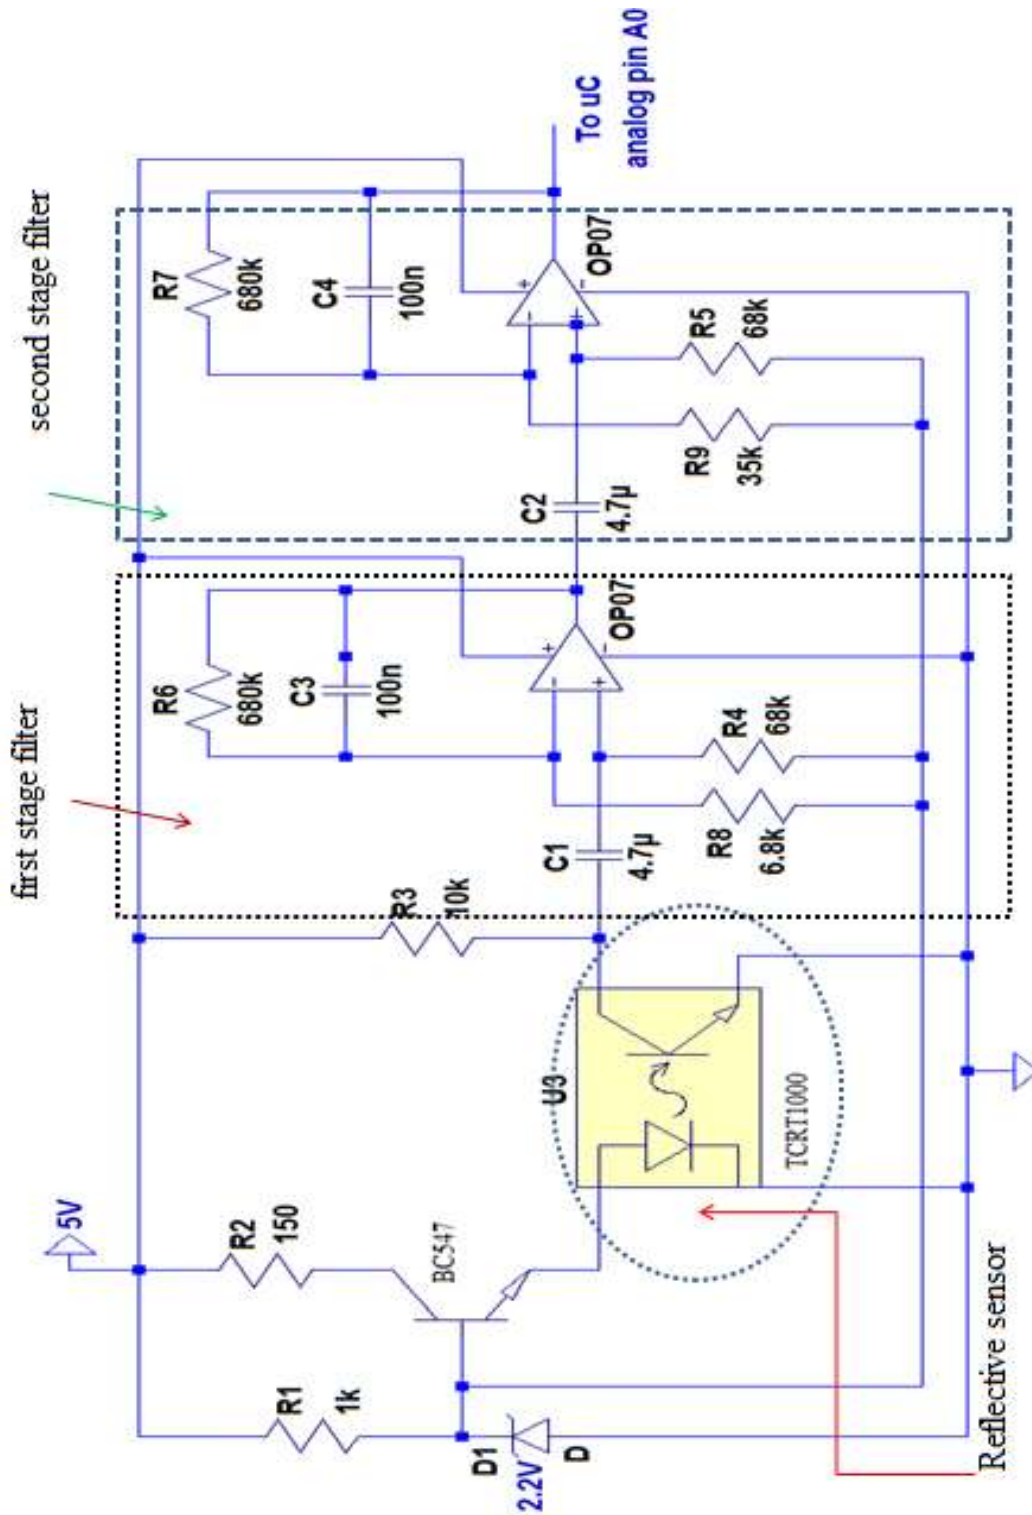 first stage filter
second stage filter
5V
R1
1k
R2
150
BC547
D1
2.2V
D
U3
TCRT1000
Reflective sensor
R3
10k
C1
4.7µ
R6
680k
C3
100n
OP07
R8
6.8k
R4
68k
C2
4.7µ
R7
680k
C4
100n
OP07
R9
35k
R5
68k
To uC
analog pin A0